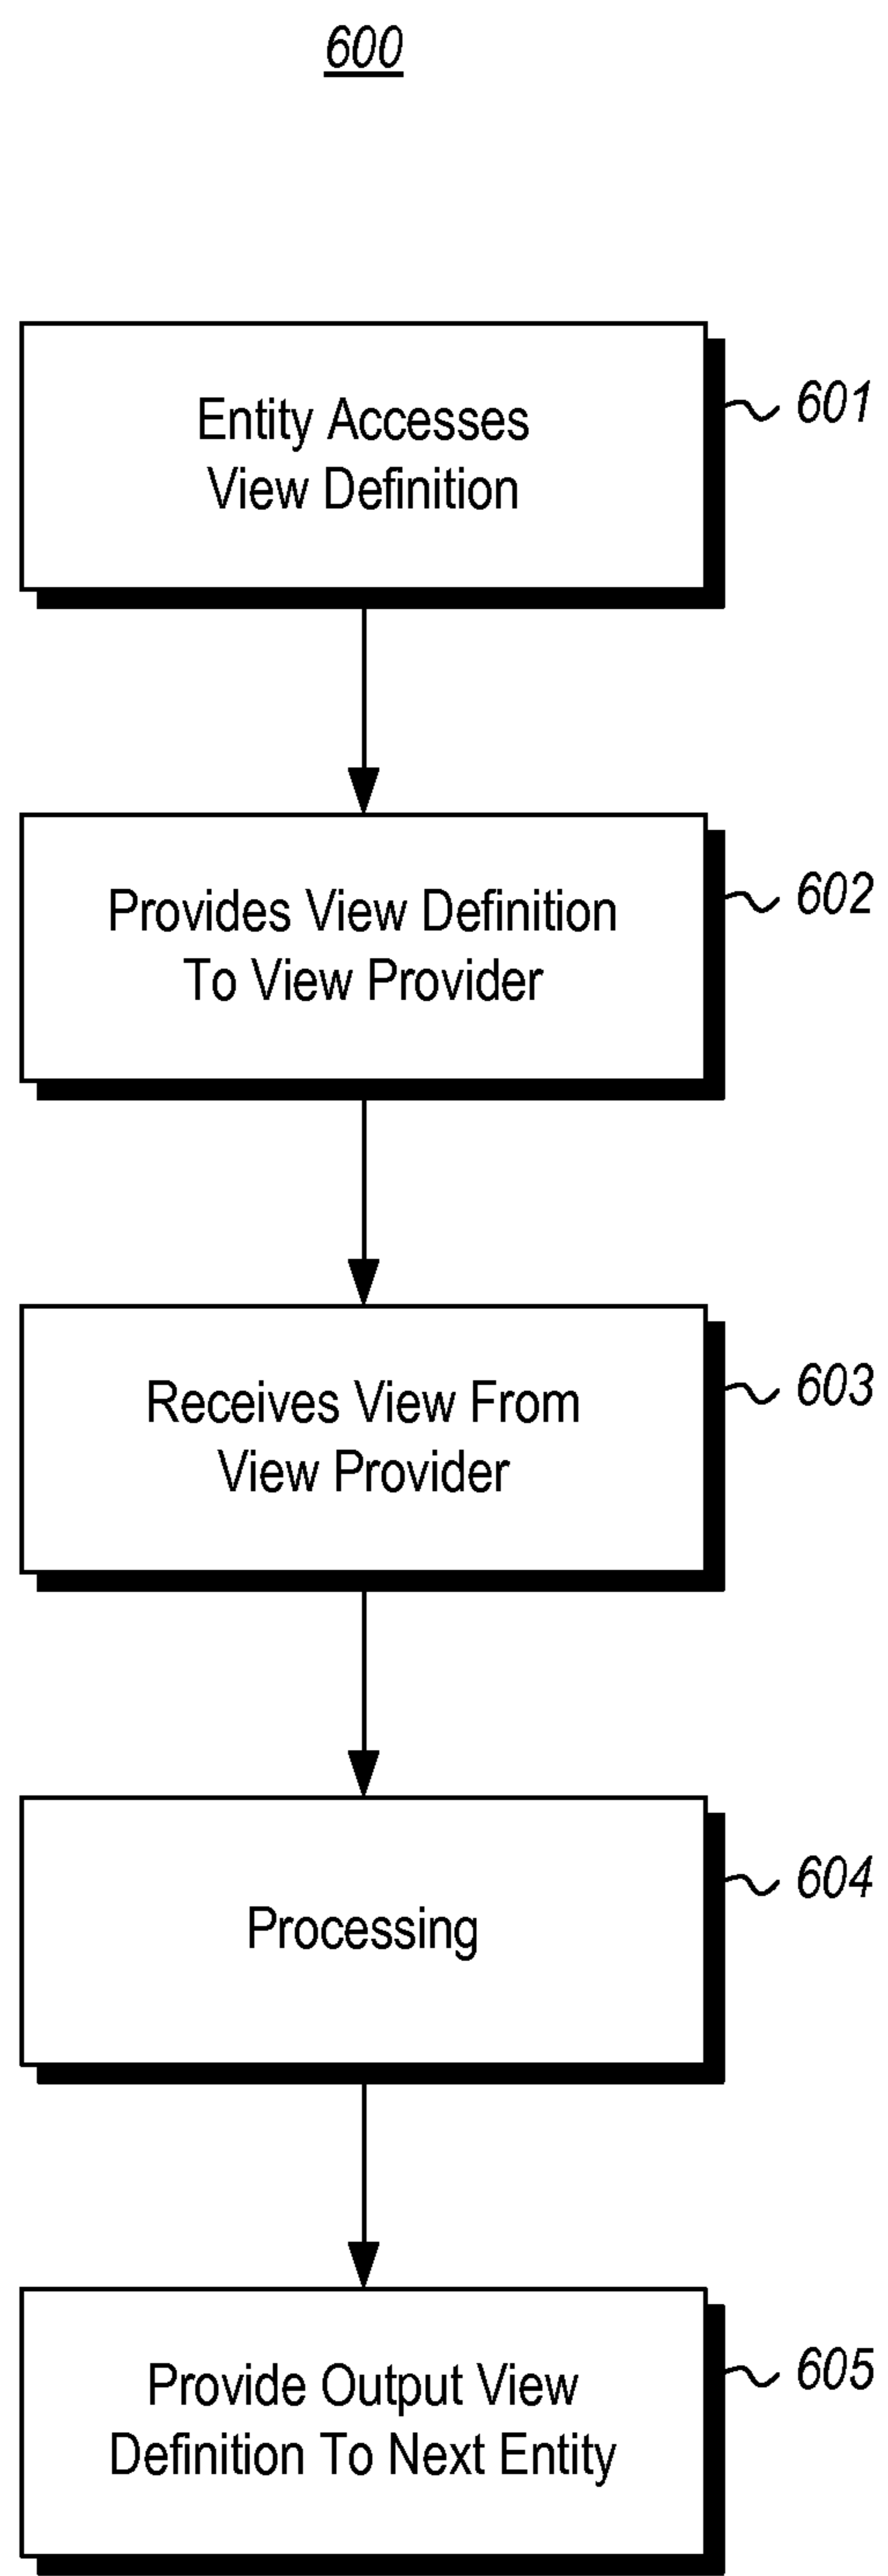 600
Entity Accesses
View Definition
601
Provides View Definition
To View Provider
602
Receives View From
View Provider
603
Processing
604
Provide Output View
Definition To Next Entity
605